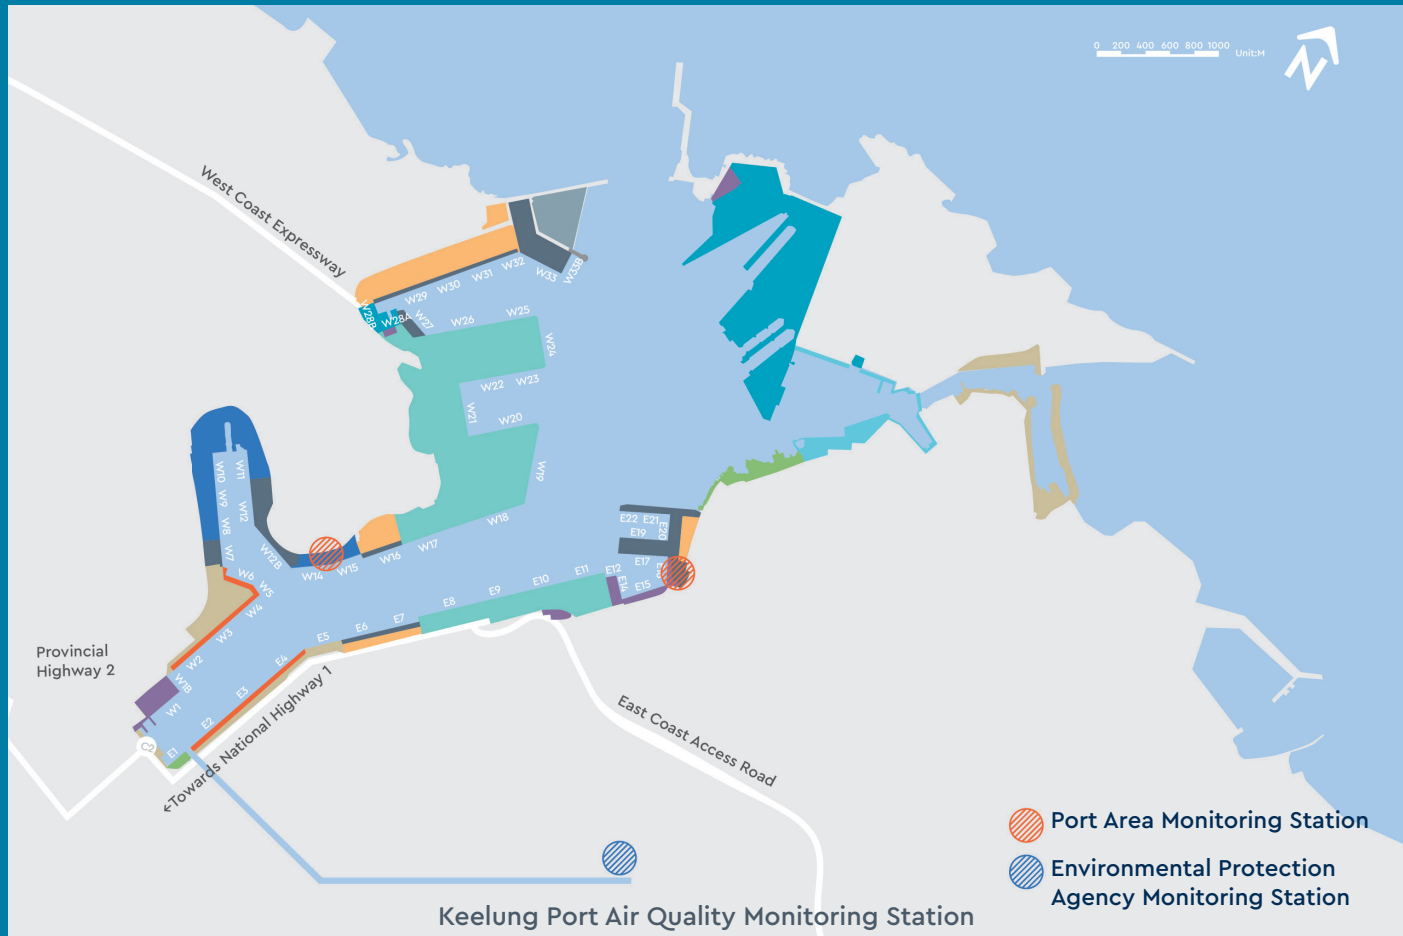 0 200 400 600 800 1000 Unit:M
N
West Coast Expressway
W28B
W28A
W27
W29
W30
W31
W32
W33
W33B
W26
W25
W24
W23
W22
W21
W20
W19
W18
W17
W16
W15
W14
W12B
W12
W11
W10
W9
W8
W7
W6
W5
W4
W3
W2
W1B
W1
E22
E21
E20
E19
E17
E15
E14
E12
E11
E10
E9
E8
E7
E6
E5
E4
E3
E2
E1
C2
Provincial
Highway 2
←Towards National Highway 1
East Coast Access Road
Port Area Monitoring Station
Environmental Protection
Agency Monitoring Station
Keelung Port Air Quality Monitoring Station